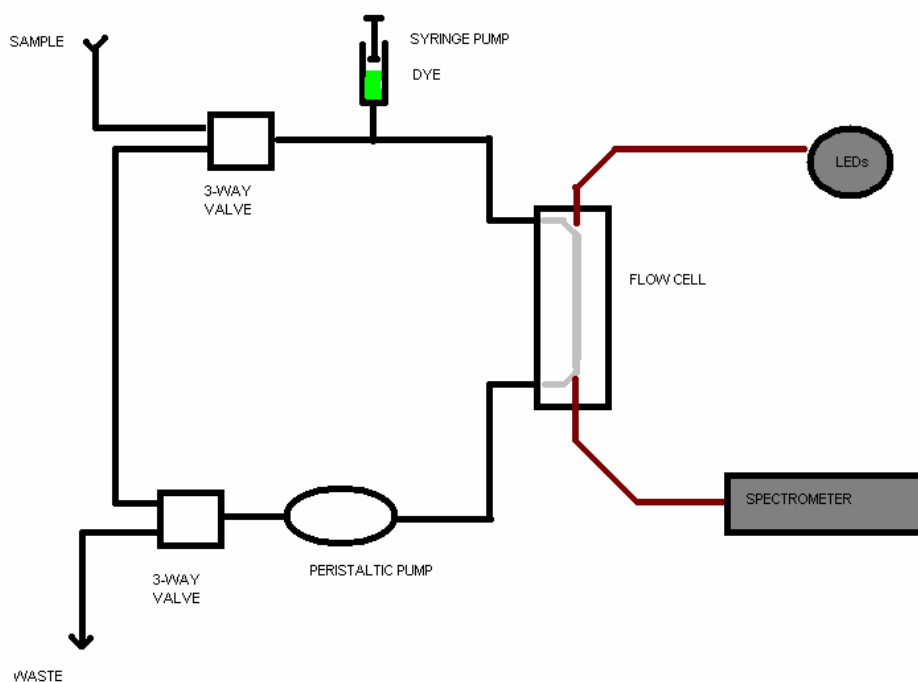 SAMPLE
SYRINGE PUMP
DYE
LEDs
3-WAY
VALVE
FLOW CELL
SPECTROMETER
PERISTALTIC PUMP
3-WAY
VALVE
WASTE